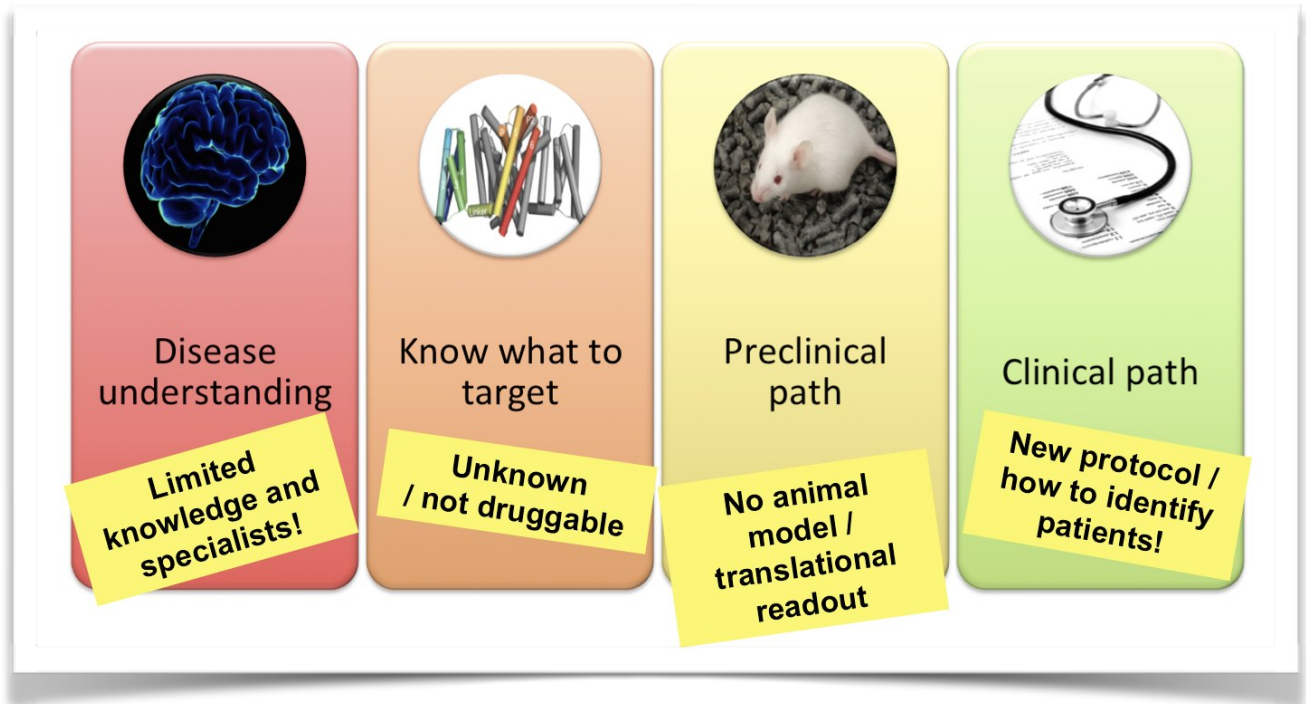 Disease
understanding
Limited
knowledge and
specialists!
Know what to
target
Unknown
/ not druggable
Preclinical
path
No animal
model /
translational
readout
Clinical path
New protocol /
how to identify
patients!